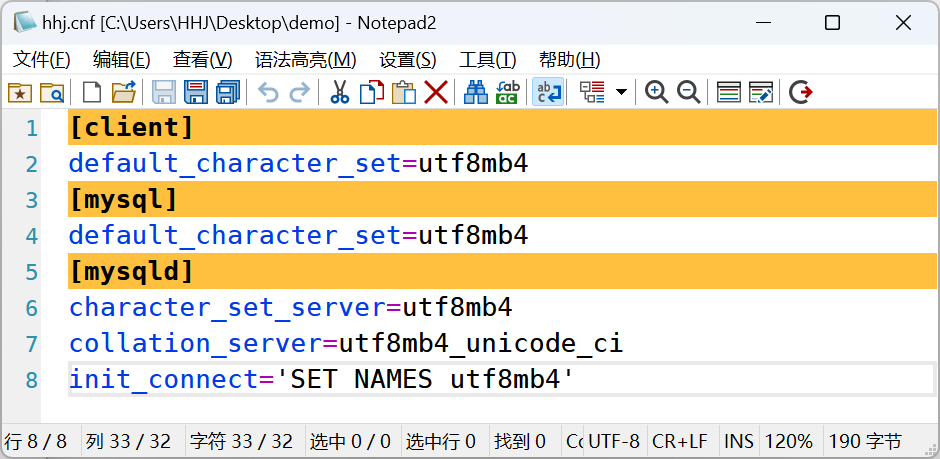 hhj.cnf [C:\Users\HHJ\Desktop\demo] - Notepad2
文件(F) 编辑(E) 查看(V) 语法高亮(M) 设置(S) 工具(T) 帮助(H)
1 [client]
2 default_character_set=utf8mb4
3 [mysql]
4 default_character_set=utf8mb4
5 [mysqld]
6 character_set_server=utf8mb4
7 collation_server=utf8mb4_unicode_ci
8 init_connect='SET NAMES utf8mb4'
行 8 / 8 列 33 / 32 字符 33 / 32 选中 0 / 0 选中行 0 找到 0 UTF-8 CR+LF INS 120% 190 字节